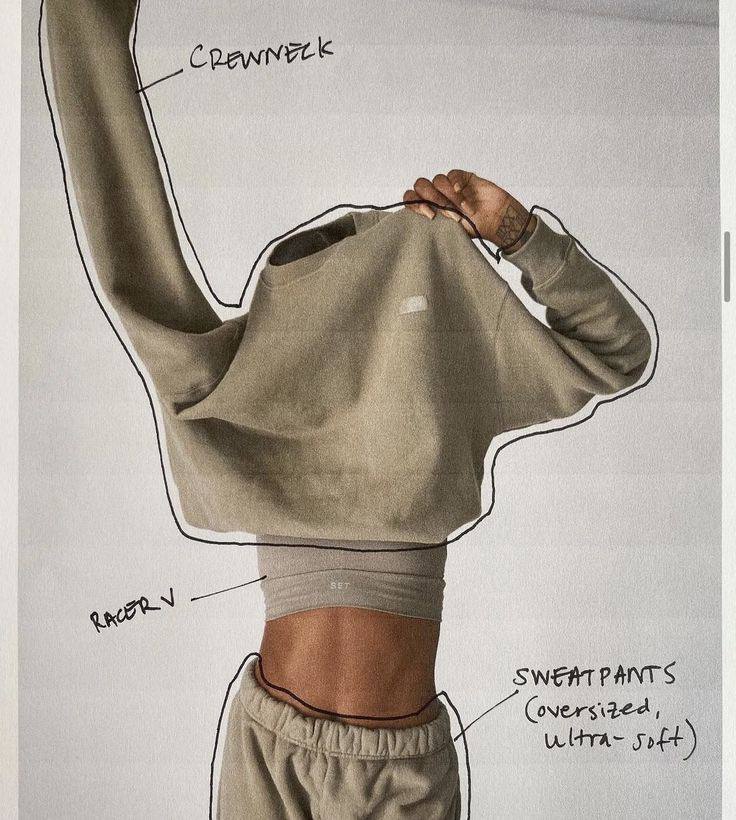 CREWNECK
SET
RACER V
SWEATPANTS
(oversized,
ultra-soft)